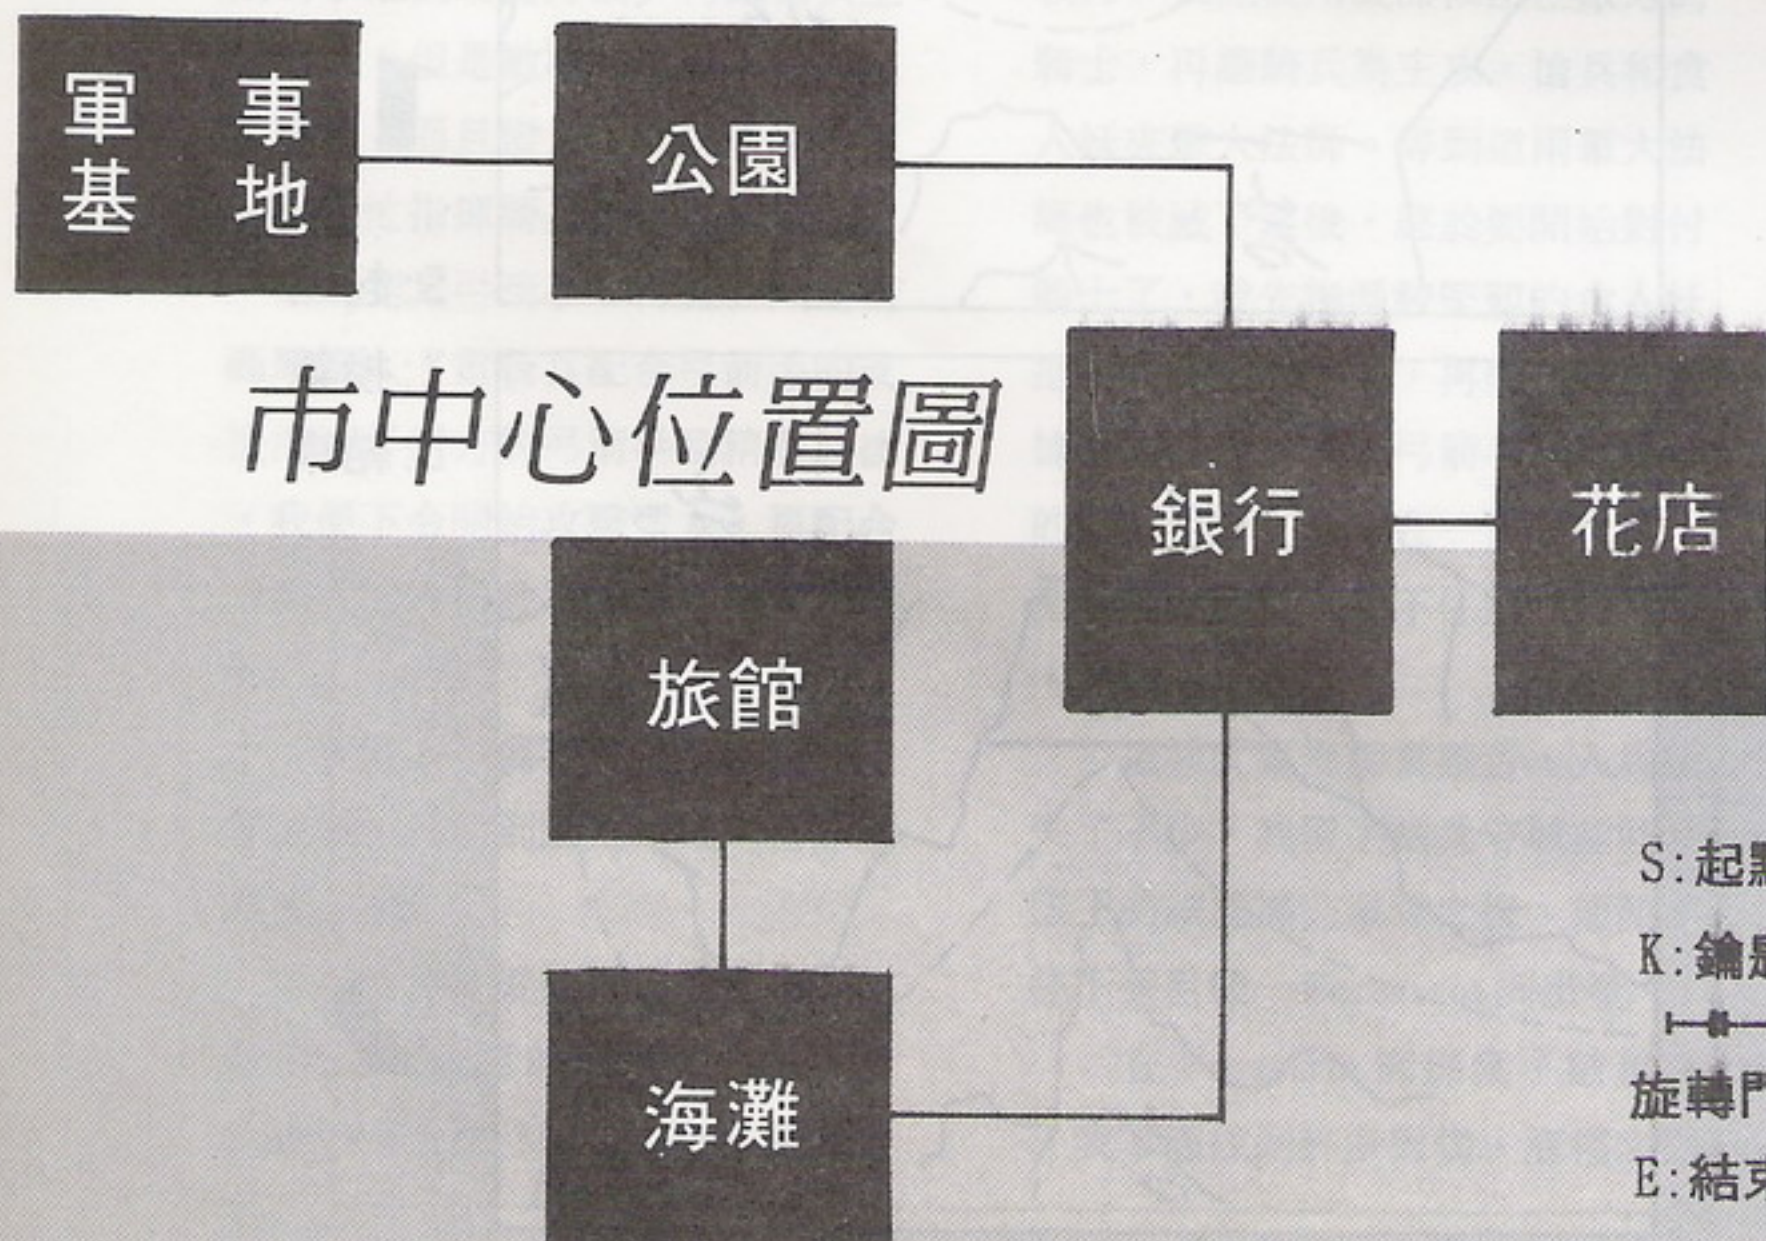 軍 事
基 地
公園
市中心位置圖
銀行
花店
旅館
海灘
S:起
K:鑰
旋轉門
E:結